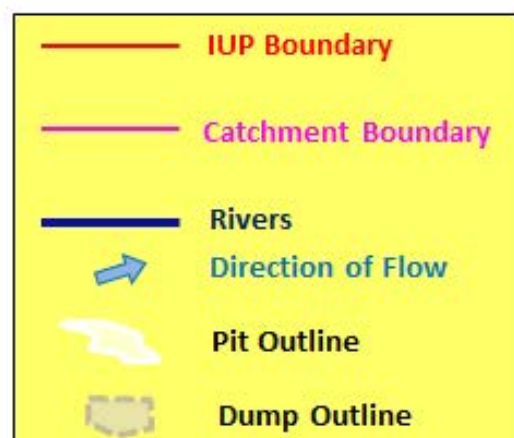 IUP Boundary
Catchment Boundary
Rivers
Direction of Flow
Pit Outline
Dump Outline